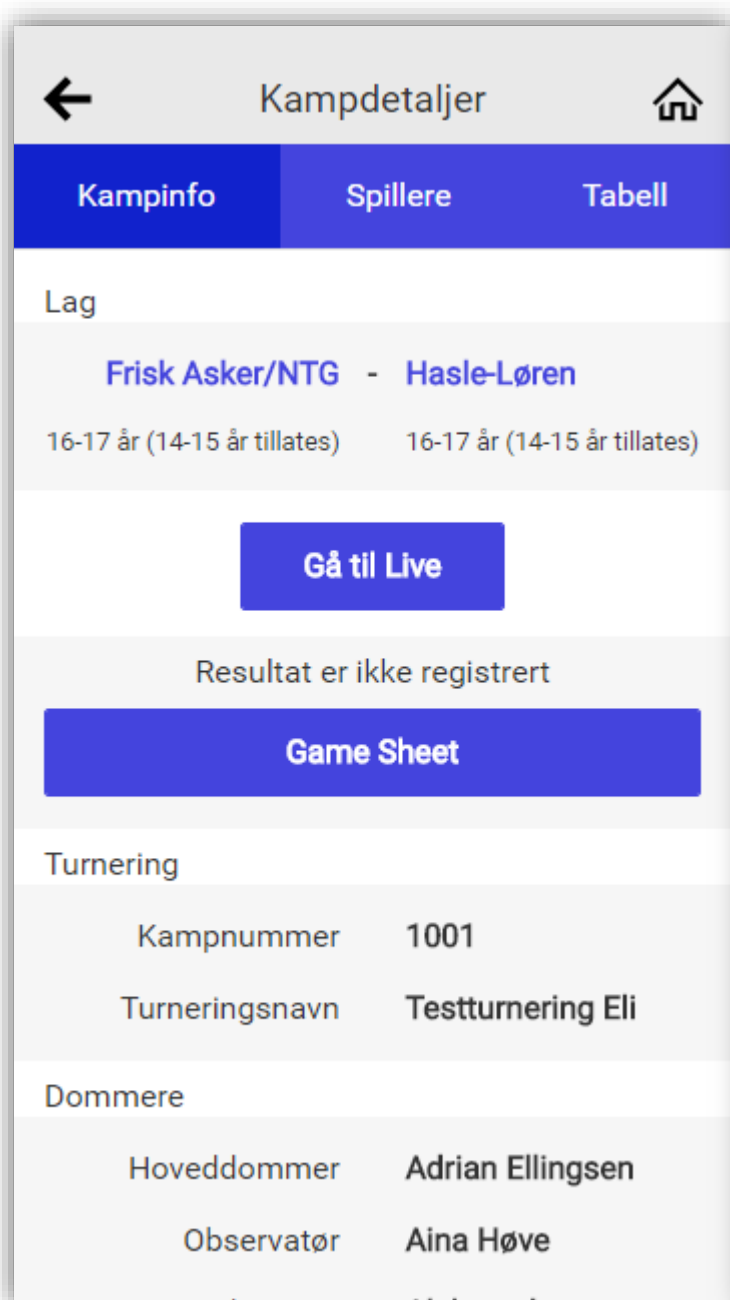 Kampdetaljer
Kampinfo Spillere Tabell
Lag
Frisk Asker/NTG - Hasle-Løren
16-17 år (14-15 år tillates) 16-17 år (14-15 år tillates)
Gå til Live
Resultat er ikke registrert
Game Sheet
Turnering
Kampnummer 1001
Turneringsnavn Testturnering Eli
Dommere
Hoveddommer Adrian Ellingsen
Observatør Aina Høve